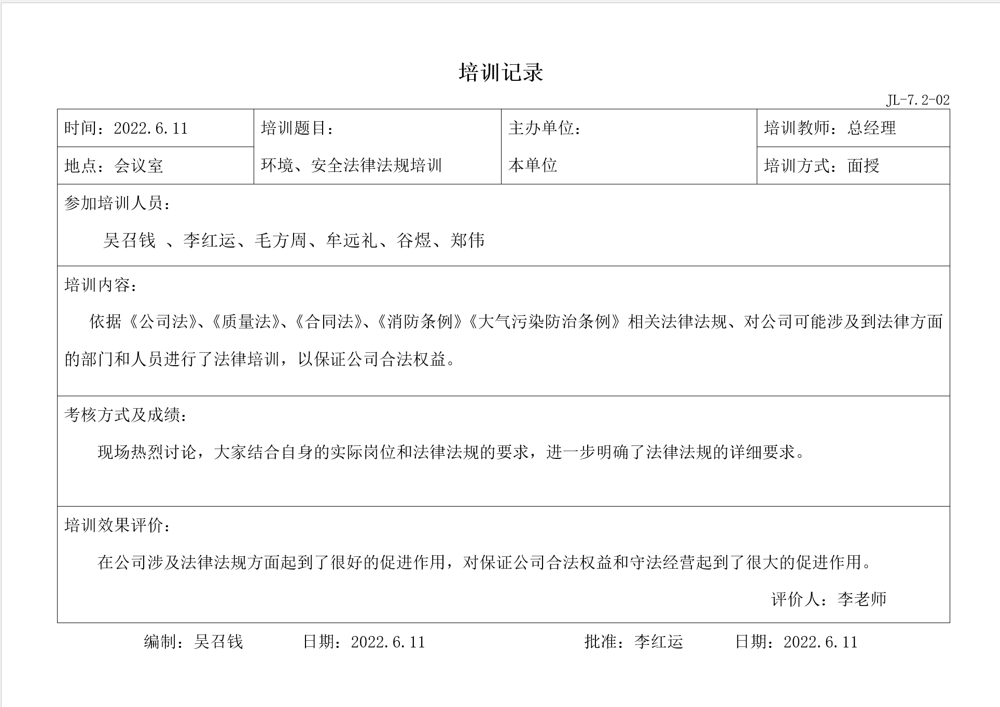 培训记录
JL-7.2-02
时间：2022.6.11
地点：会议室
培训题目：
环境、安全法律法规培训
主办单位：
本单位
培训教师：总经理
培训方式：面授
参加培训人员：
吴召钱 、李红运、毛方周、牟远礼、谷煜、郑伟
培训内容：
依据《公司法》、《质量法》、《合同法》、《消防条例》《大气污染防治条例》相关法律法规、对公司可能涉及到法律方面
的部门和人员进行了法律培训，以保证公司合法权益。
考核方式及成绩：
现场热烈讨论，大家结合自身的实际岗位和法律法规的要求，进一步明确了法律法规的详细要求。
培训效果评价：
在公司涉及法律法规方面起到了很好的促进作用，对保证公司合法权益和守法经营起到了很大的促进作用。
评价人：李老师
编制：吴召钱 日期：2022.6.11 批准：李红运 日期：2022.6.11